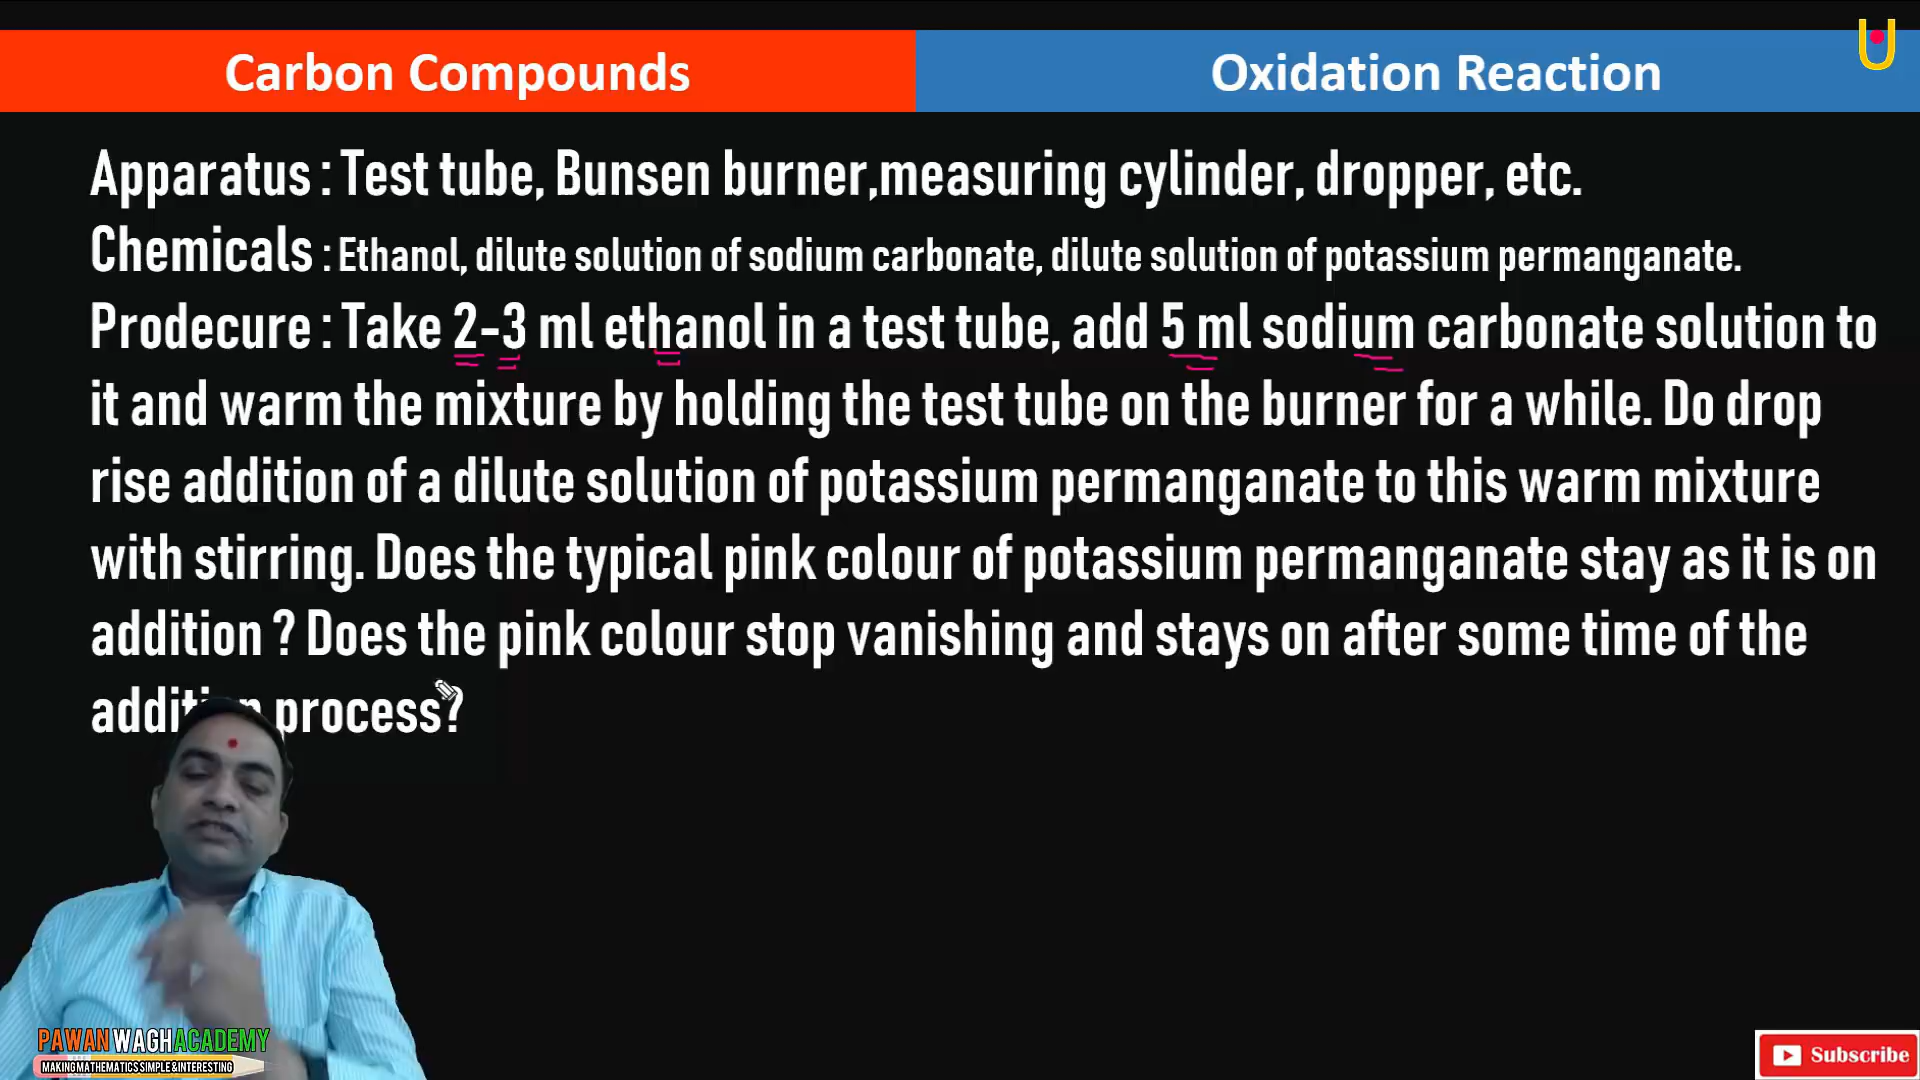 Carbon Compounds
Oxidation Reaction
Apparatus : Test tube, Bunsen burner,measuring cylinder, dropper, etc.
Chemicals : Ethanol, dilute solution of sodium carbonate, dilute solution of potassium permanganate.
Prodecure : Take 2-3 ml ethanol in a test tube, add 5 ml sodium carbonate solution to
it and warm the mixture by holding the test tube on the burner for a while. Do drop
rise addition of a dilute solution of potassium permanganate to this warm mixture
with stirring. Does the typical pink colour of potassium permanganate stay as it is on
addition ? Does the pink colour stop vanishing and stays on after some time of the
addition process?
PAWAN WAGH ACADEMY
MAKING MATHEMATICS SIMPLE & INTERESTING
Subscribe